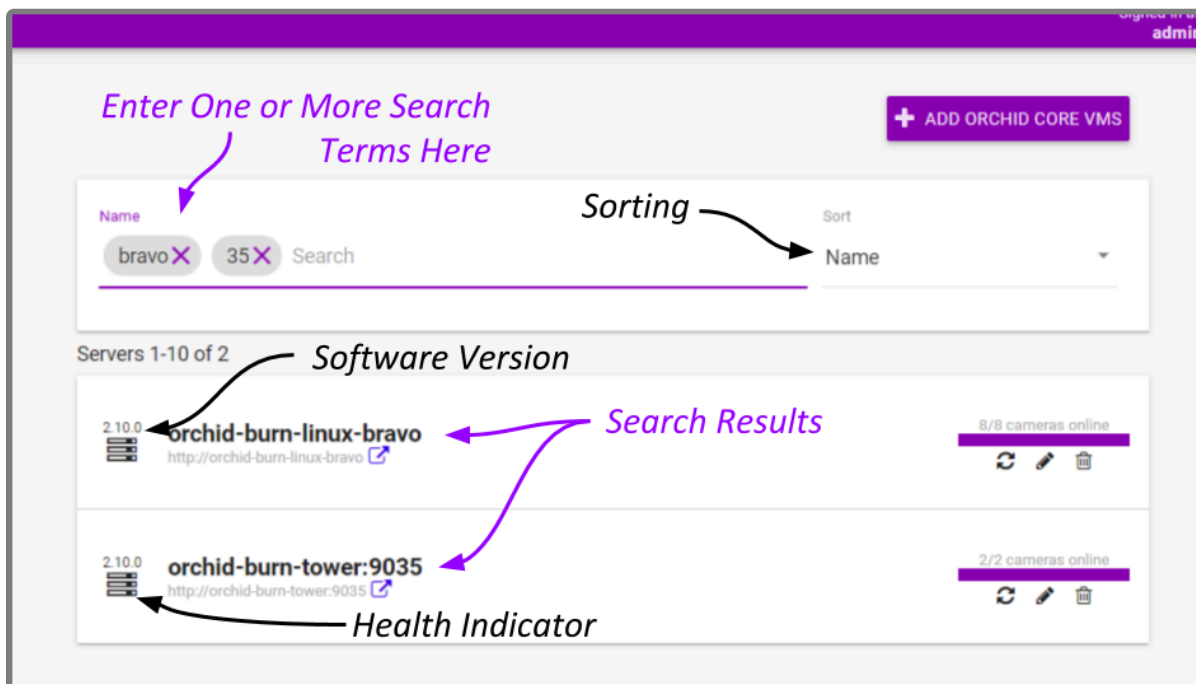 admin
Enter One or More Search
Terms Here
ADD ORCHID CORE VMS
Name
Sorting
Sort
bravo 35 Search
Name
Servers 1-10 of 2
Software Version
2.10.0
orchid-burn-linux-bravo
http://orchid-burn-linux-bravo
Search Results
8/8 cameras online
2.10.0
orchid-burn-tower:9035
http://orchid-burn-tower:9035
2/2 cameras online
Health Indicator